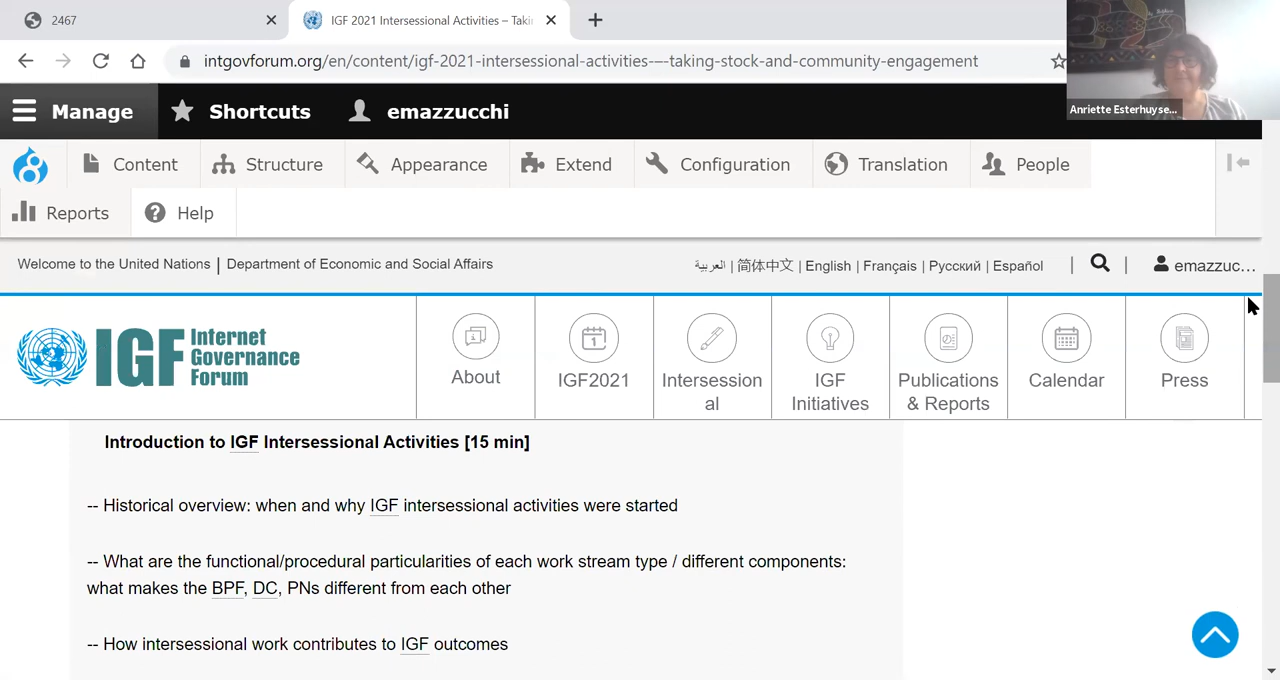 2467
IGF 2021 Intersessional Activities – Taki
intgovforum.org/en/content/igf-2021-intersessional-activities-–-taking-stock-and-community-engagement
Anriette Esterhuyse...
Manage Shortcuts emazzucchi
Content Structure Appearance Extend Configuration Translation People
Reports Help
Welcome to the United Nations | Department of Economic and Social Affairs
العربية | 简体中文 | English | Français | Русский | Español | | emazzuc...
IGF Internet
Governance
Forum
About
IGF2021
Intersession
al
IGF
Initiatives
Publications
& Reports
Calendar
Press
Introduction to IGF Intersessional Activities [15 min]
-- Historical overview: when and why IGF intersessional activities were started
-- What are the functional/procedural particularities of each work stream type / different components:
what makes the BPF, DC, PNs different from each other
-- How intersessional work contributes to IGF outcomes